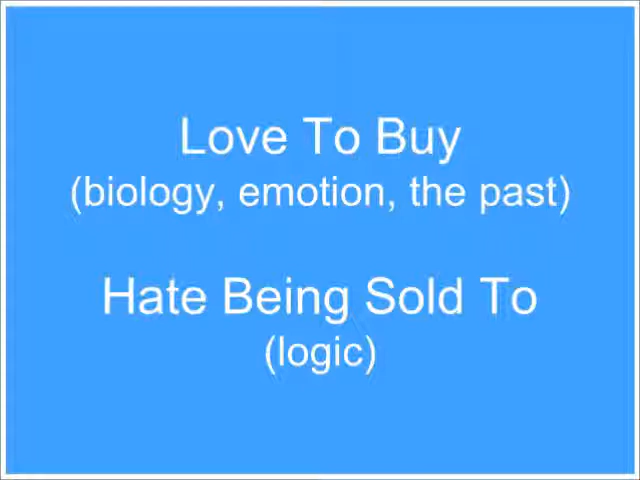 Love To Buy
(biology, emotion, the past)
Hate Being Sold To
(logic)